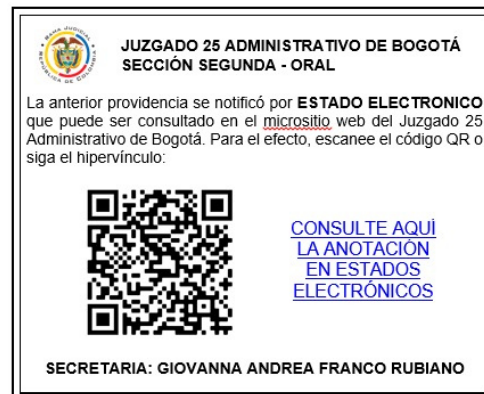 JUZGADO 25 ADMINISTRATIVO DE BOGOTÁ
SECCIÓN SEGUNDA - ORAL
La anterior providencia se notificó por ESTADO ELECTRONICO
que puede ser consultado en el micrositio web del Juzgado 25
Administrativo de Bogotá. Para el efecto, escanee el código QR o
siga el hipervínculo:
CONSULTE AQUÍ
LA ANOTACIÓN
EN ESTADOS
ELECTRÓNICOS
SECRETARIA: GIOVANNA ANDREA FRANCO RUBIANO